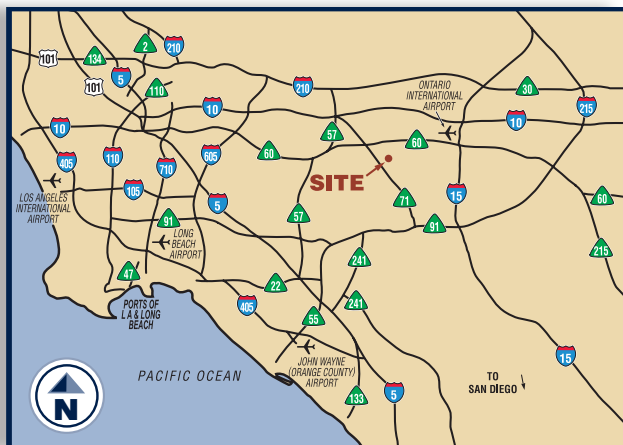 2
210
101
134
5
101
110
210
10
ONTARIO
INTERNATIONAL
AIRPORT
30
215
10
10
57
60
60
405
110
710
605
SITE
LOS ANGELES
INTERNATIONAL
AIRPORT
105
5
91
57
71
15
91
60
LONG
BEACH
AIRPORT
215
241
47
22
PORTS OF
L A & LONG
BEACH
405
55
241
JOHN WAYNE
(ORANGE COUNTY)
AIRPORT
15
PACIFIC OCEAN
TO
SAN DIEGO
133
5
N